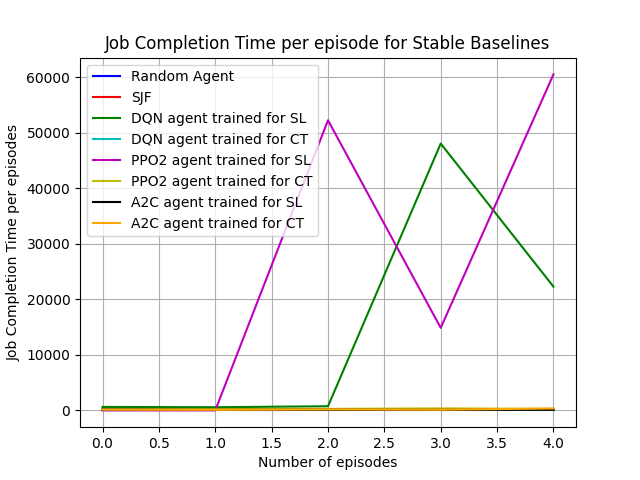 Job Completion Time per episode for Stable Baselines
Job Completion Time per episodes
60000
50000
40000
30000
20000
10000
0
Random Agent
SJF
DQN agent trained for SL
DQN agent trained for CT
PPO2 agent trained for SL
PPO2 agent trained for CT
A2C agent trained for SL
A2C agent trained for CT
0.0 0.5 1.0 1.5 2.0 2.5 3.0 3.5 4.0
Number of episodes